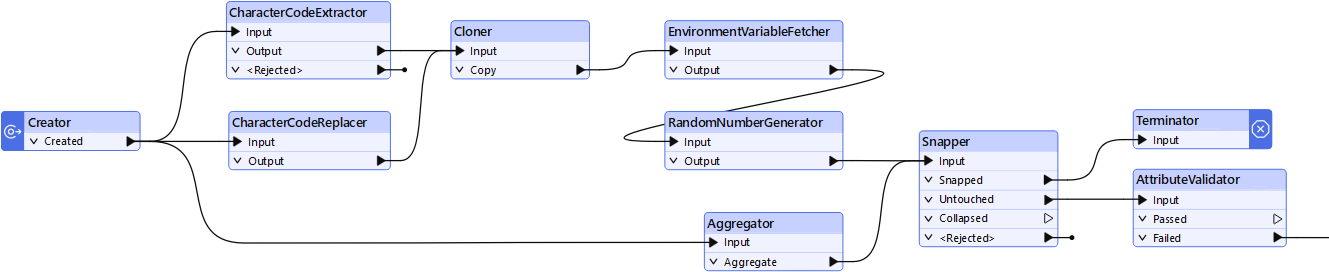 Creator
Created
CharacterCodeExtractor
Input
Output
<Rejected>
CharacterCodeReplacer
Input
Output
Cloner
Input
Copy
EnvironmentVariableFetcher
Input
Output
RandomNumberGenerator
Input
Output
Aggregator
Input
Aggregate
Snapper
Input
Snapped
Untouched
Collapsed
<Rejected>
Terminator
Input
AttributeValidator
Input
Passed
Failed